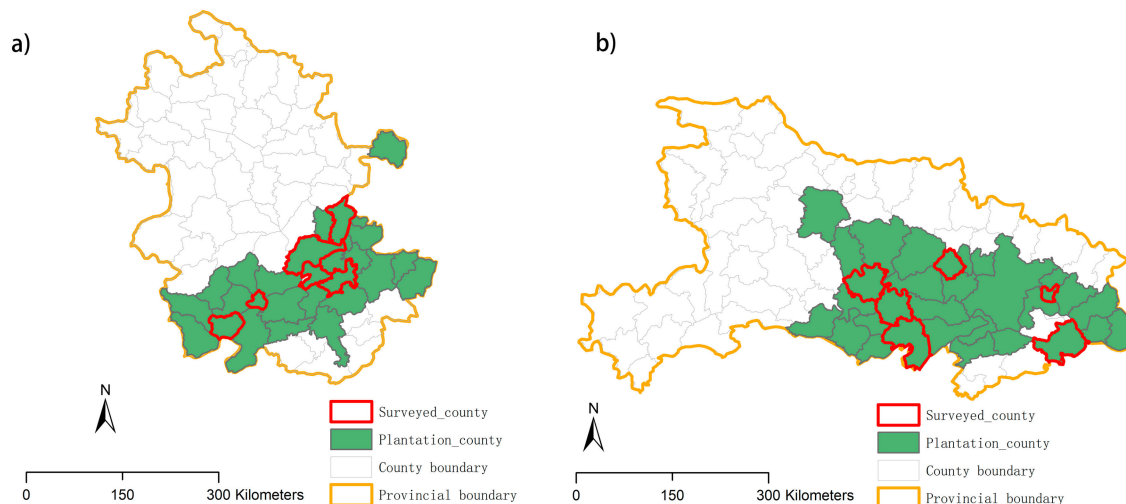 a)
N
Surveyed_county
Plantation_county
County boundary
Provincial boundary
0 150 300 Kilometers
b)
N
Surveyed_county
Plantation_county
County boundary
Provincial boundary
0 150 300 Kilometers